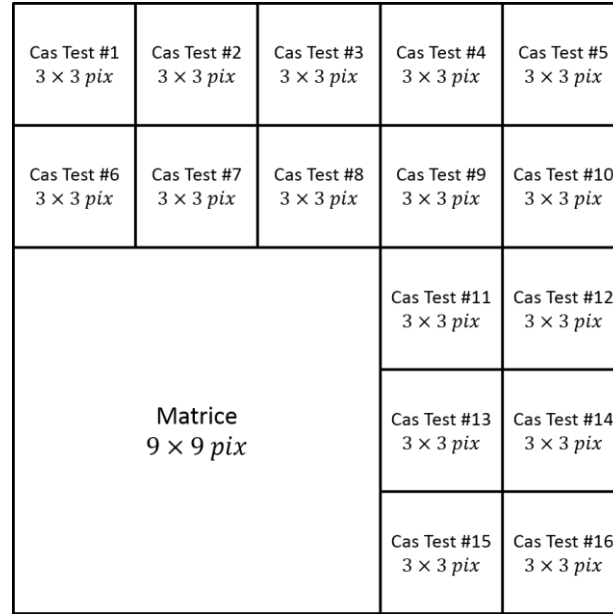 Cas Test #1
3 × 3 pix
Cas Test #2
3 × 3 pix
Cas Test #3
3 × 3 pix
Cas Test #4
3 × 3 pix
Cas Test #5
3 × 3 pix
Cas Test #6
3 × 3 pix
Cas Test #7
3 × 3 pix
Cas Test #8
3 × 3 pix
Cas Test #9
3 × 3 pix
Cas Test #10
3 × 3 pix
Cas Test #11
3 × 3 pix
Cas Test #12
3 × 3 pix
Matrice
9 × 9 pix
Cas Test #13
3 × 3 pix
Cas Test #14
3 × 3 pix
Cas Test #15
3 × 3 pix
Cas Test #16
3 × 3 pix